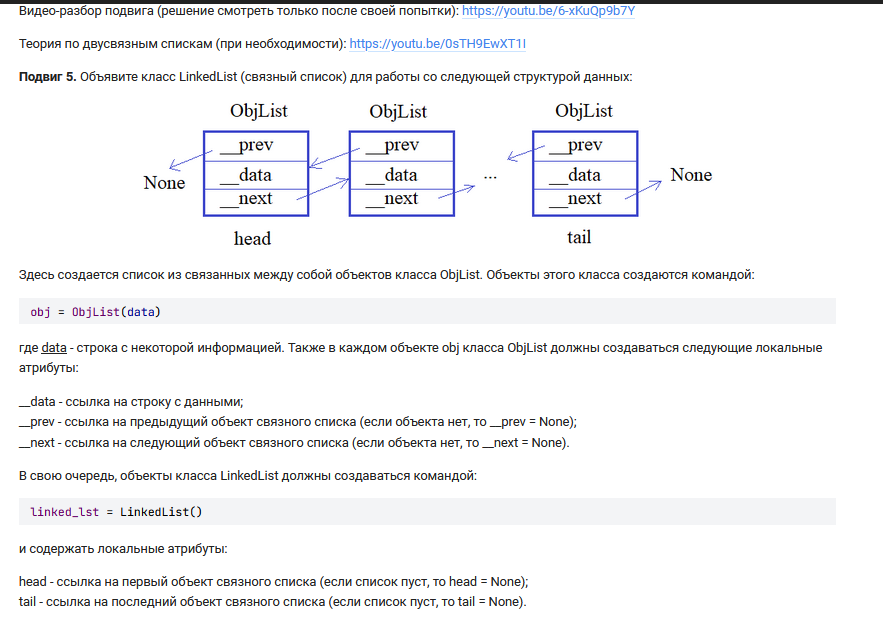 Видео-разбор подвига (решение смотреть только после своей попытки): https://youtu.be/6-xKuQp9b7Y
Теория по двусвязным спискам (при необходимости): https://youtu.be/0sTH9EwXT1I
Подвиг 5. Объявите класс LinkedList (связный список) для работы со следующей структурой данных:
ObjList ObjList ObjList
__prev __prev __prev
None __data __data ... __data None
__next __next __next
head tail
Здесь создается список из связанных между собой объектов класса ObjList. Объекты этого класса создаются командой:
obj = ObjList(data)
где data - строка с некоторой информацией. Также в каждом объекте obj класса ObjList должны создаваться следующие локальные
атрибуты:
__data - ссылка на строку с данными;
__prev - ссылка на предыдущий объект связного списка (если объекта нет, то __prev = None);
__next - ссылка на следующий объект связного списка (если объекта нет, то __next = None).
В свою очередь, объекты класса LinkedList должны создаваться командой:
linked_lst = LinkedList()
и содержать локальные атрибуты:
head - ссылка на первый объект связного списка (если список пуст, то head = None);
tail - ссылка на последний объект связного списка (если список пуст, то tail = None).